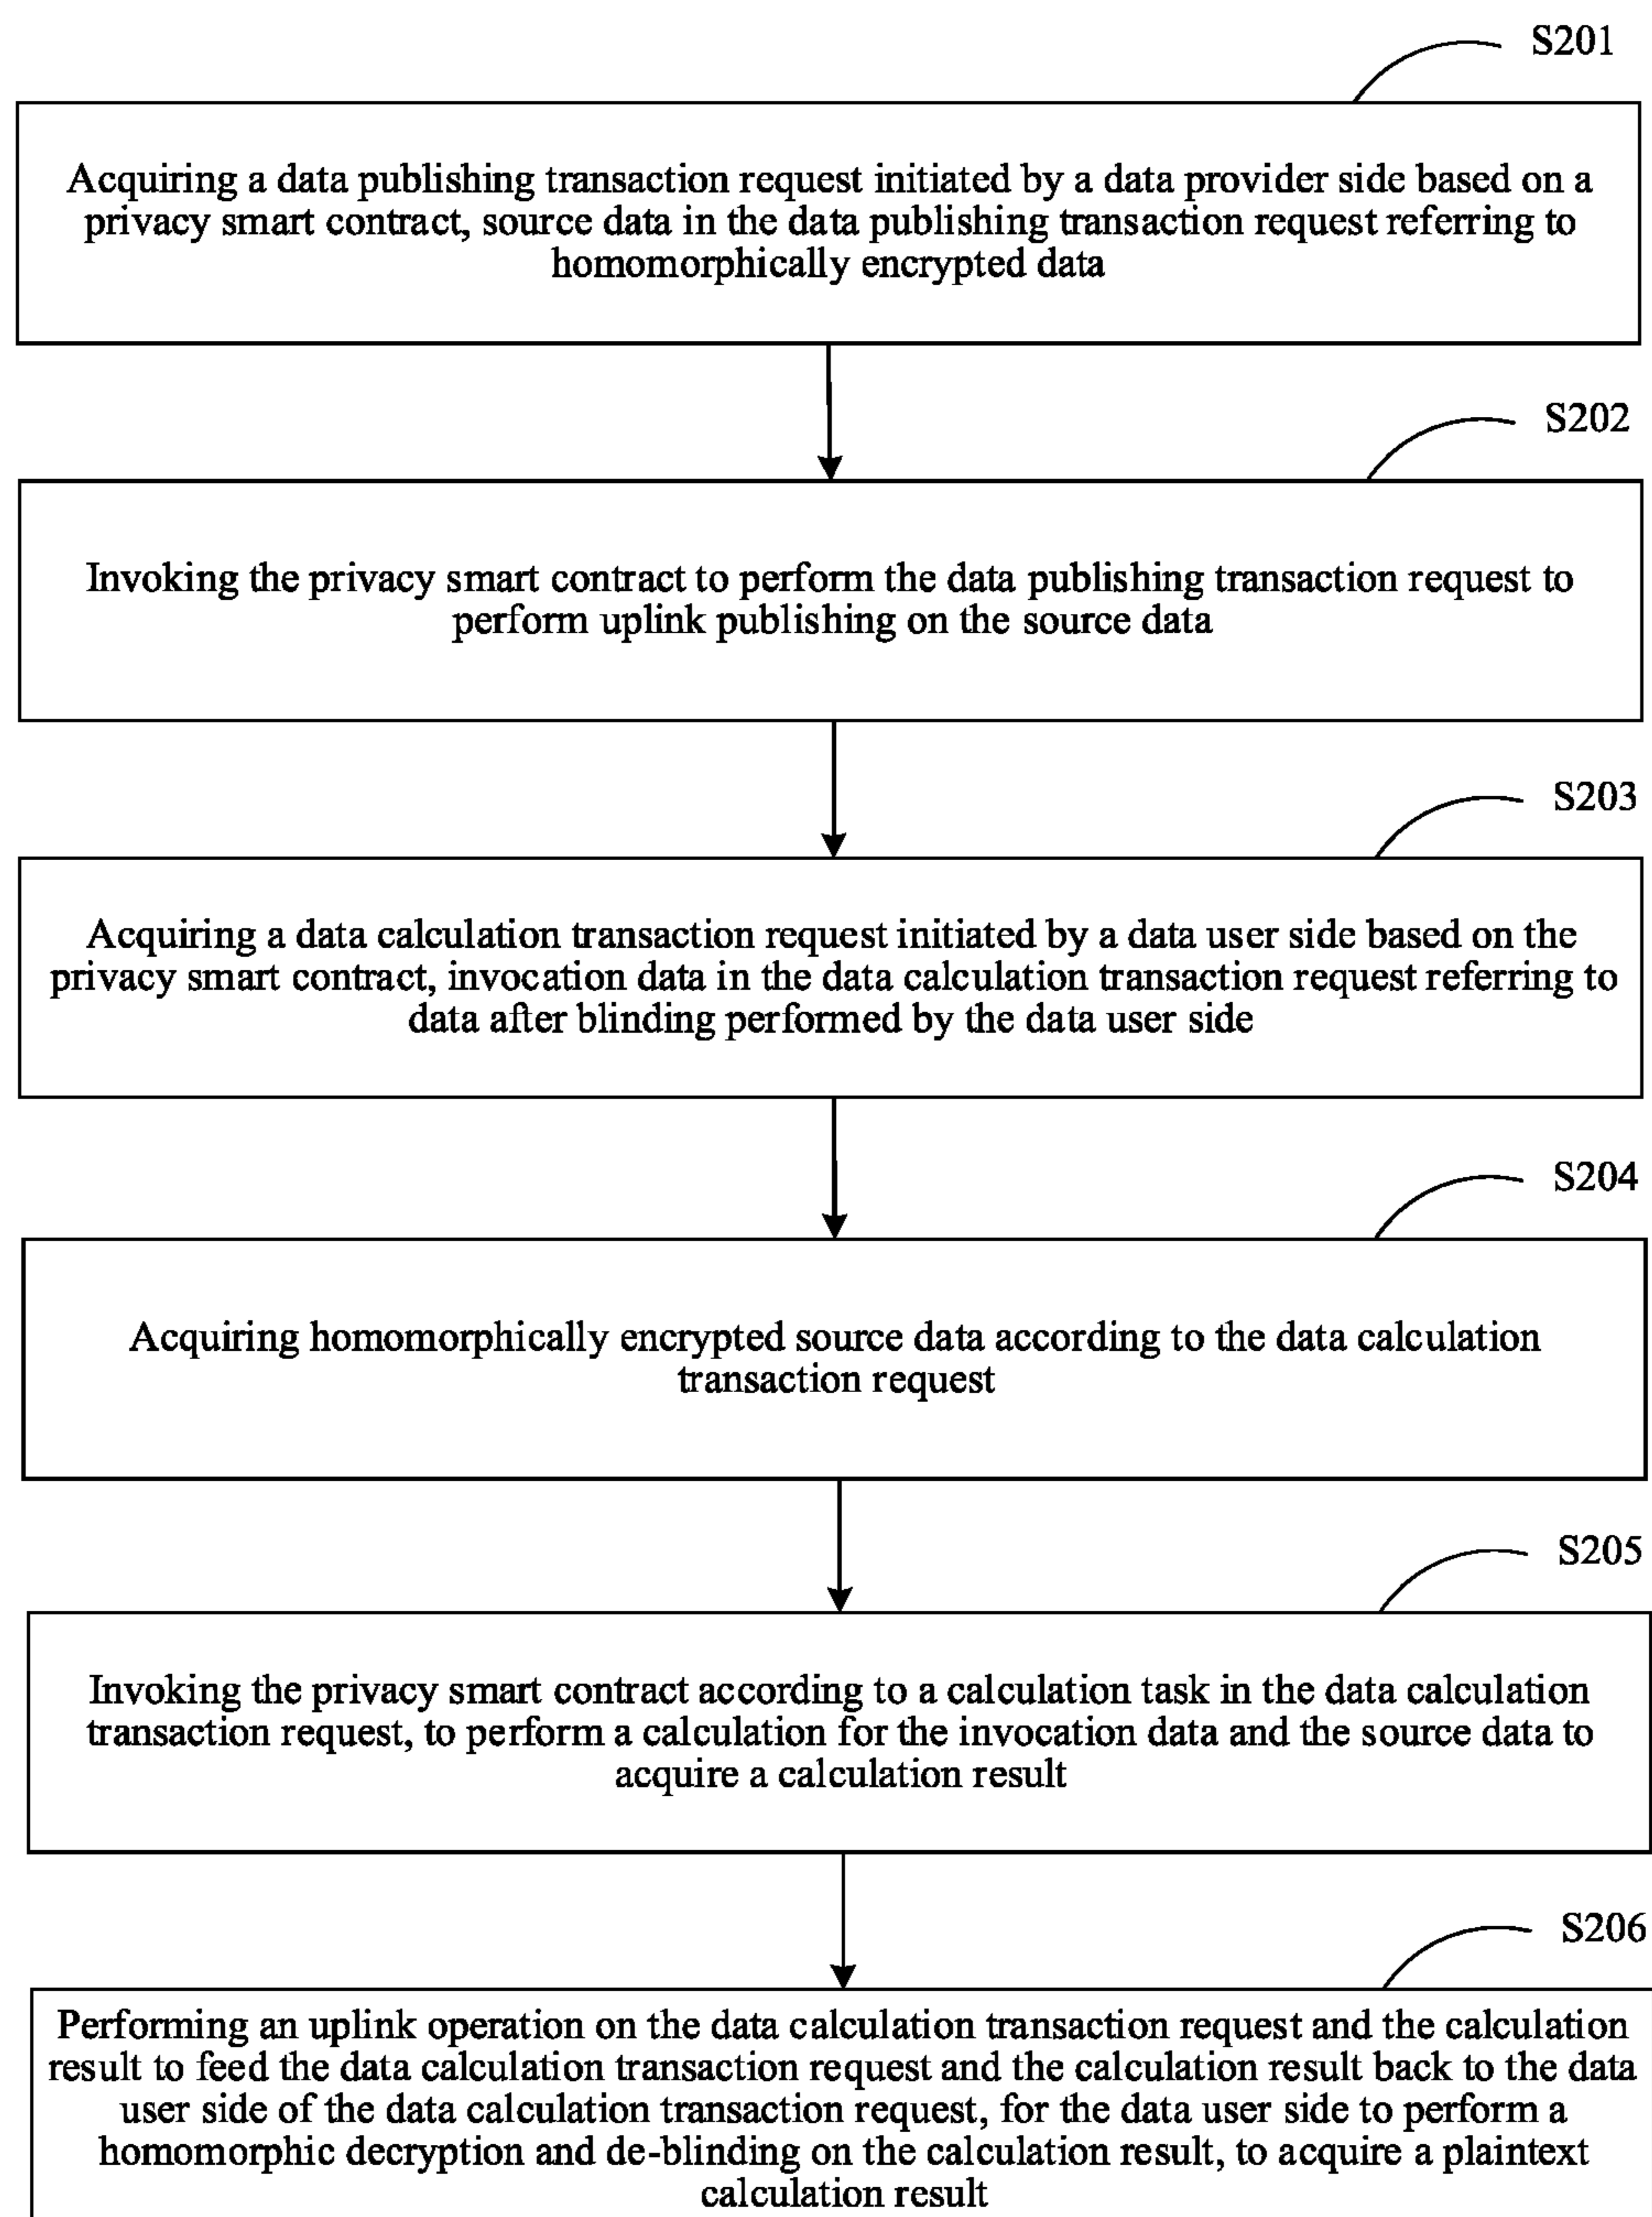 S201
Acquiring a data publishing transaction request initiated by a data provider side based on a
privacy smart contract, source data in the data publishing transaction request referring to
homomorphically encrypted data
S202
Invoking the privacy smart contract to perform the data publishing transaction request to
perform uplink publishing on the source data
S203
Acquiring a data calculation transaction request initiated by a data user side based on the
privacy smart contract, invocation data in the data calculation transaction request referring to
data after blinding performed by the data user side
S204
Acquiring homomorphically encrypted source data according to the data calculation
transaction request
S205
Invoking the privacy smart contract according to a calculation task in the data calculation
transaction request, to perform a calculation for the invocation data and the source data to
acquire a calculation result
S206
Performing an uplink operation on the data calculation transaction request and the calculation
result to feed the data calculation transaction request and the calculation result back to the data
user side of the data calculation transaction request, for the data user side to perform a
homomorphic decryption and de-blinding on the calculation result, to acquire a plaintext
calculation result